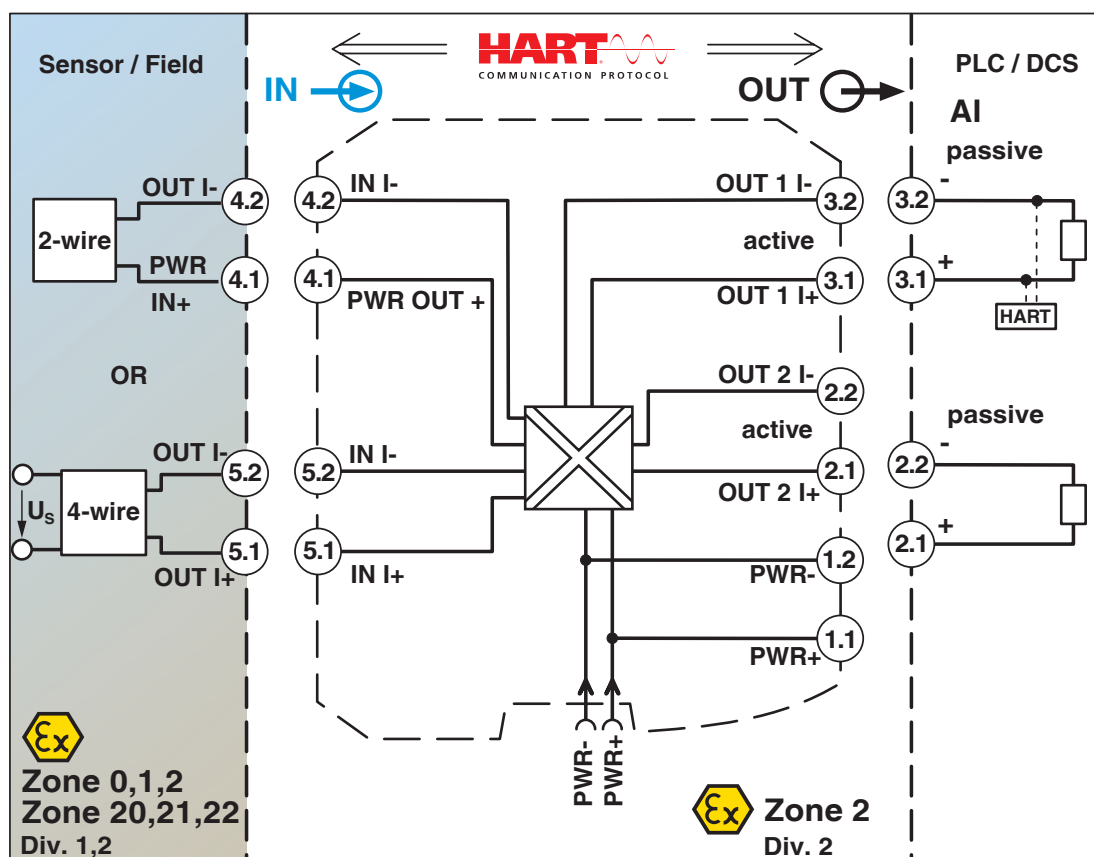 Sensor / Field
HART
COMMUNICATION PROTOCOL
PLC / DCS
IN
OUT
AI
passive
OUT I-
4.2
4.2
IN I-
OUT 1 I-
3.2
3.2
-
2-wire
active
PWR
IN+
4.1
4.1
PWR OUT +
OUT 1 I+
3.1
3.1
+
HART
OR
OUT 2 I-
2.2
active
passive
OUT I-
5.2
5.2
IN I-
2.1
OUT 2 I+
2.2
-
US
4-wire
OUT I+
5.1
5.1
IN I+
1.2
PWR-
2.1
+
1.1
PWR+
PWR-
PWR+
Ex
Zone 0,1,2
Zone 20,21,22
Div. 1,2
Ex
Zone 2
Div. 2